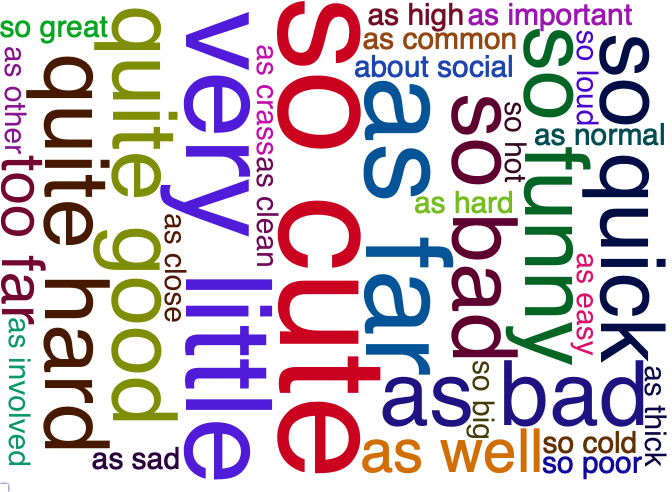 so great
as other
too far
as involved
quite hard
quite good
as close
as sad
very little
as crass
as clean
so cute
as high
as important
as common
about social
as far
as hard
so bad
so hot
so funny
so loud
as normal
so quick
as easy
as bad
so big
as well
so cold
so poor
as thick